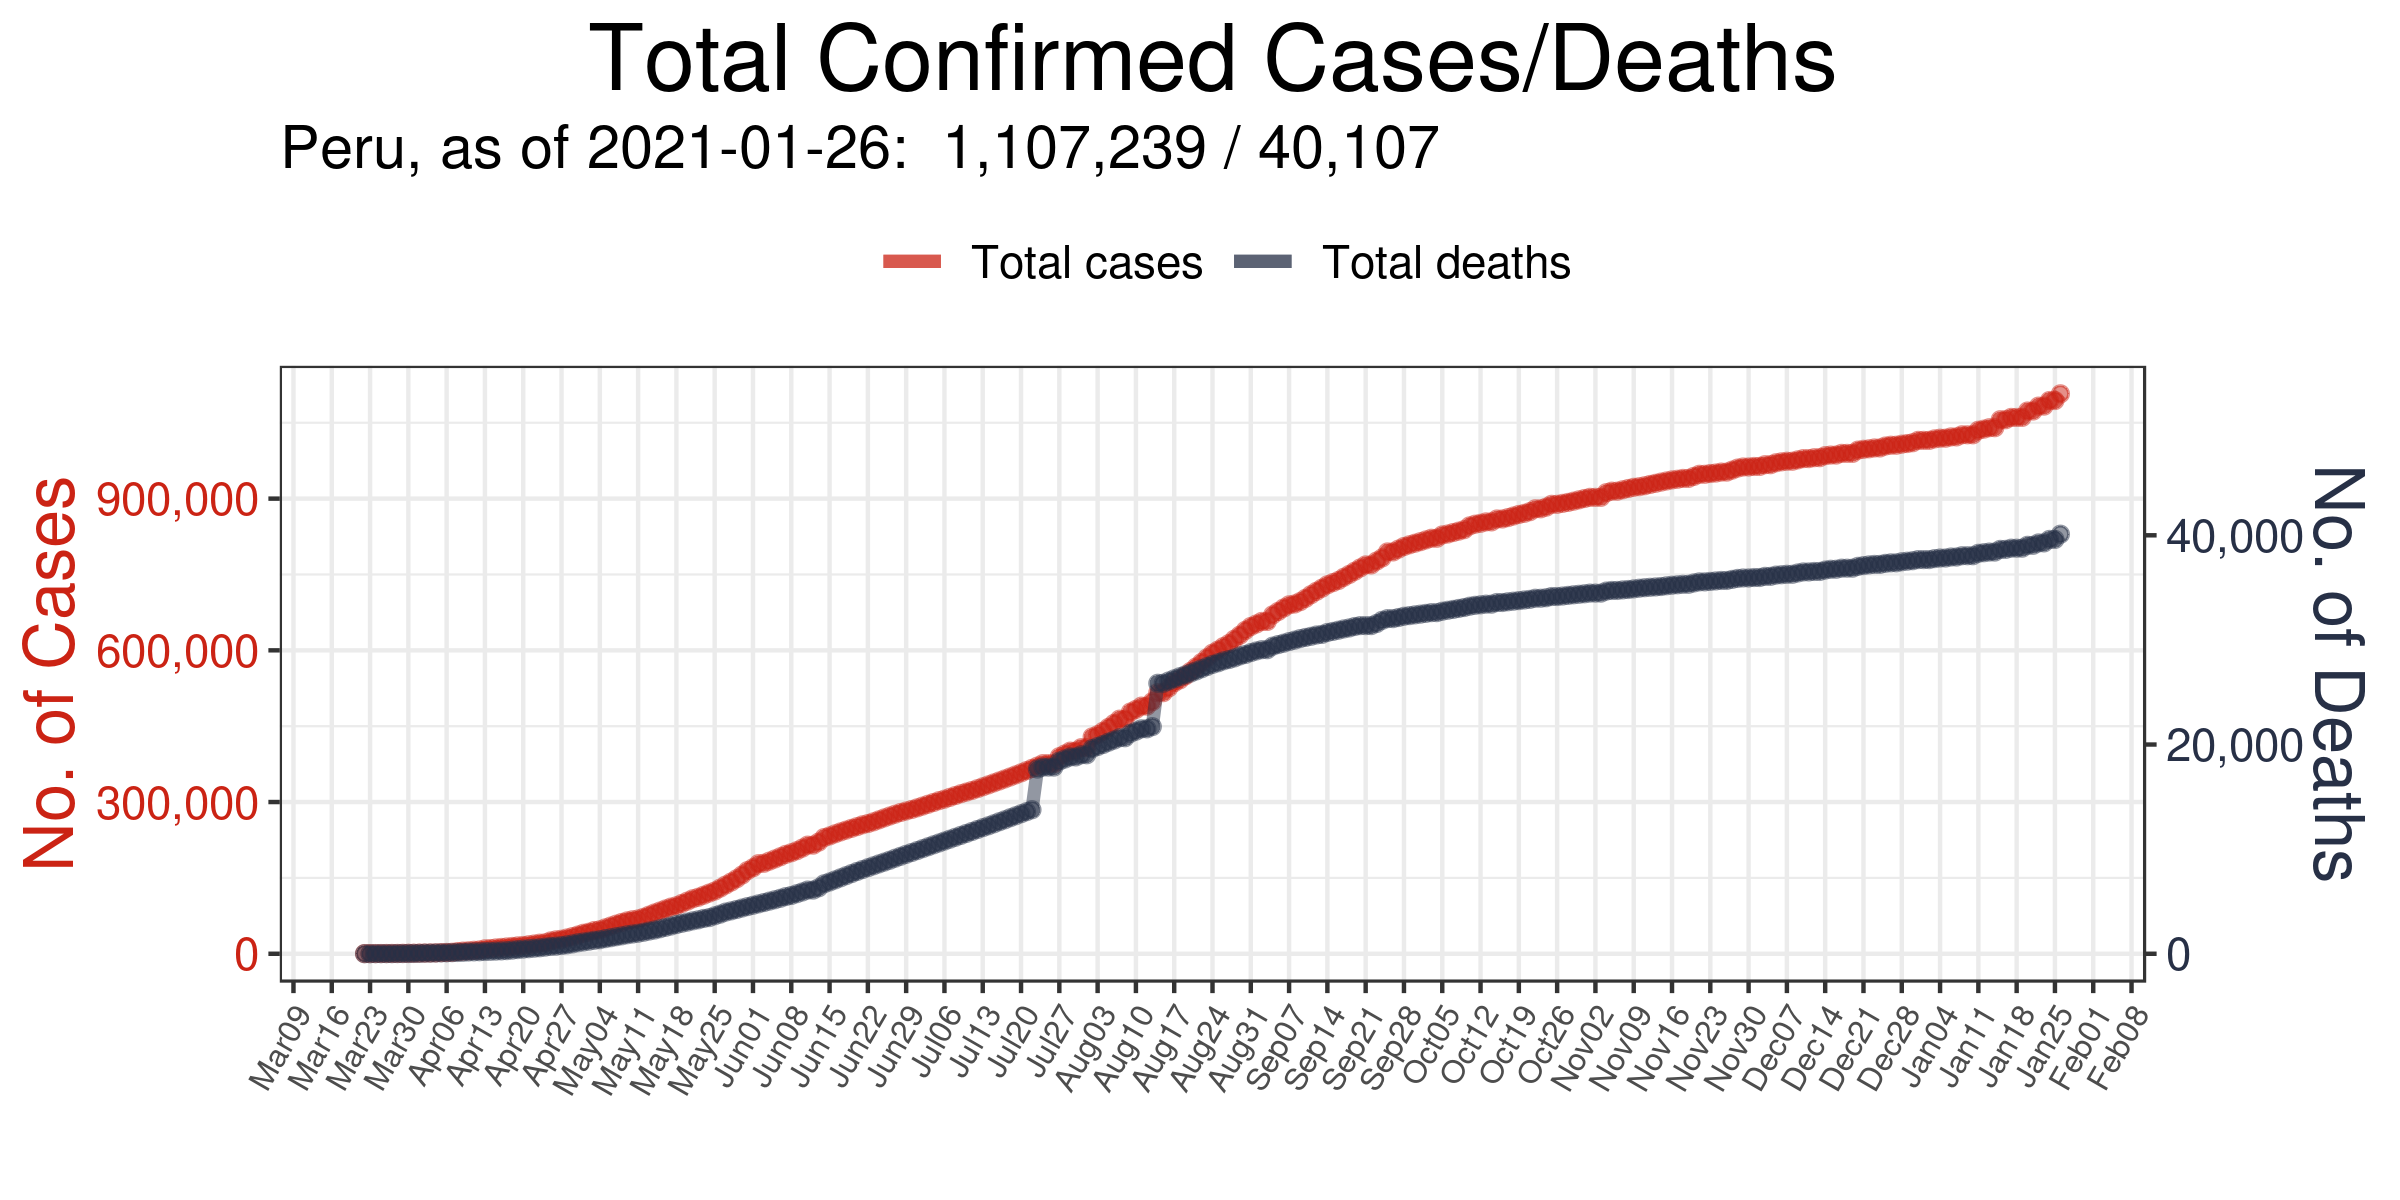 Total Confirmed Cases/Deaths
Peru, as of 2021-01-26:  1,107,239 / 40,107
Total cases
Total deaths
No. of Cases
900,000
600,000
300,000
0
40,000
20,000
0
No. of Deaths
Mar09
Mar16
Mar23
Mar30
Apr06
Apr13
Apr20
Apr27
May04
May11
May18
May25
Jun01
Jun08
Jun15
Jun22
Jun29
Jul06
Jul13
Jul20
Jul27
Aug03
Aug10
Aug17
Aug24
Aug31
Sep07
Sep14
Sep21
Sep28
Oct05
Oct12
Oct19
Oct26
Nov02
Nov09
Nov16
Nov23
Nov30
Dec07
Dec14
Dec21
Dec28
Jan04
Jan11
Jan18
Jan25
Feb01
Feb08